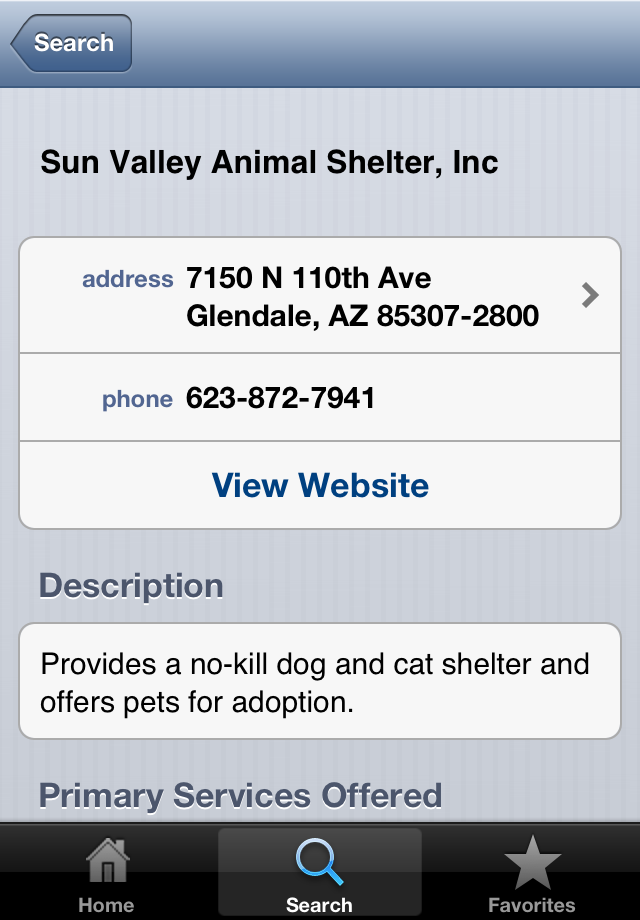 Search
Sun Valley Animal Shelter, Inc
address 7150 N 110th Ave
Glendale, AZ 85307-2800
phone 623-872-7941
View Website
Description
Provides a no-kill dog and cat shelter and
offers pets for adoption.
Primary Services Offered
Home Search Favorites